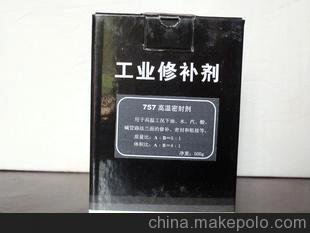 工业修补剂
757 高温密封剂
用于高温工况下油、水、汽、酸、
碱管路法兰面的修补、密封和粘接等。
质量比：A：B＝5：1
体积比：A：B＝4：1
净重：500g
china.makepolo.com